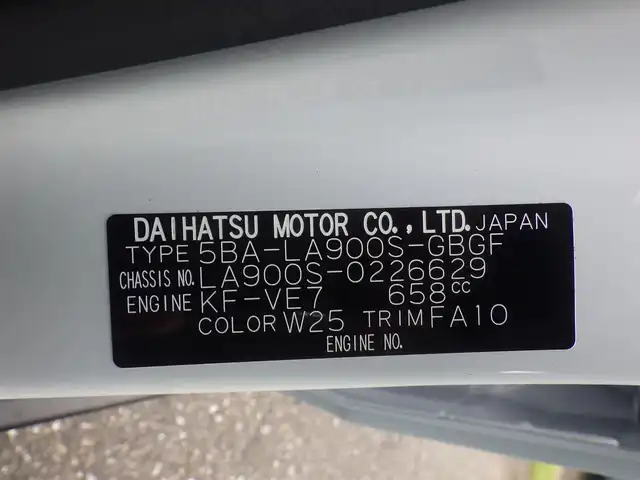 DAIHATSU MOTOR CO.,LTD. JAPAN
TYPE 5BA-LA900S-GBGF
CHASSIS NO. LA900S-0226629
ENGINE KF-VE7 658cc
COLOR W25 TRIM FA10
ENGINE NO.